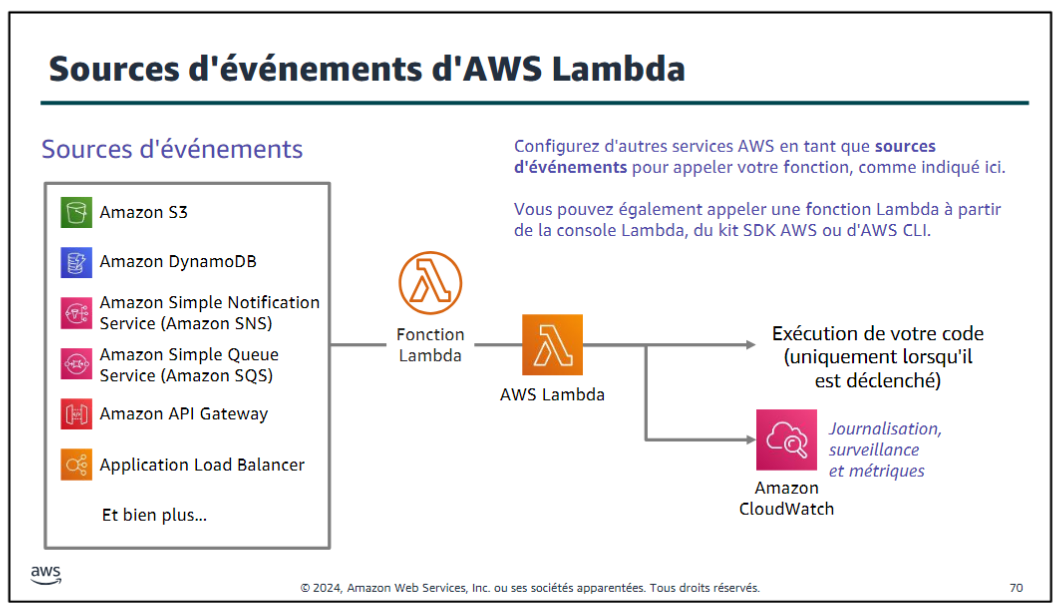 Sources d'événements d'AWS Lambda
Sources d'événements
Amazon S3
Amazon DynamoDB
Amazon Simple Notification
Service (Amazon SNS)
Amazon Simple Queue
Service (Amazon SQS)
Amazon API Gateway
Application Load Balancer
Et bien plus...
Configurez d'autres services AWS en tant que sources
d'événements pour appeler votre fonction, comme indiqué ici.
Vous pouvez également appeler une fonction Lambda à partir
de la console Lambda, du kit SDK AWS ou d'AWS CLI.
Fonction
Lambda
AWS Lambda
Exécution de votre code
(uniquement lorsqu'il
est déclenché)
Journalisation,
surveillance
et métriques
Amazon
CloudWatch
aws
© 2024, Amazon Web Services, Inc. ou ses sociétés apparentées. Tous droits réservés.
70